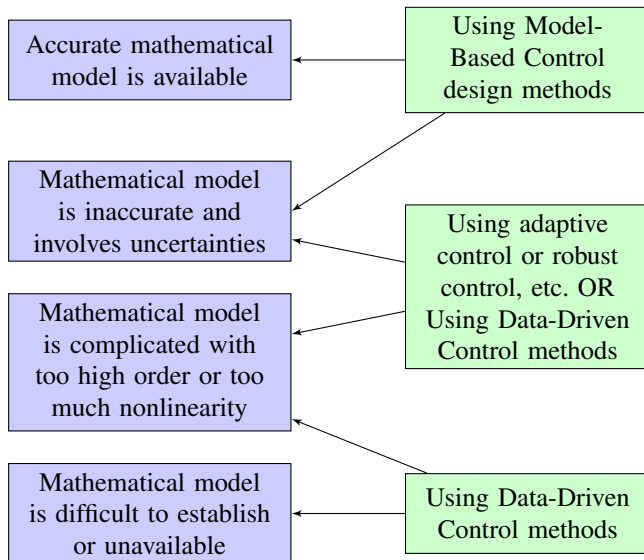 Accurate mathematical
model is available
Using Model-
Based Control
design methods
Mathematical model
is inaccurate and
involves uncertainties
Using adaptive
control or robust
control, etc. OR
Using Data-Driven
Control methods
Mathematical model
is complicated with
too high order or too
much nonlinearity
Mathematical model
is difficult to establish
or unavailable
Using Data-Driven
Control methods